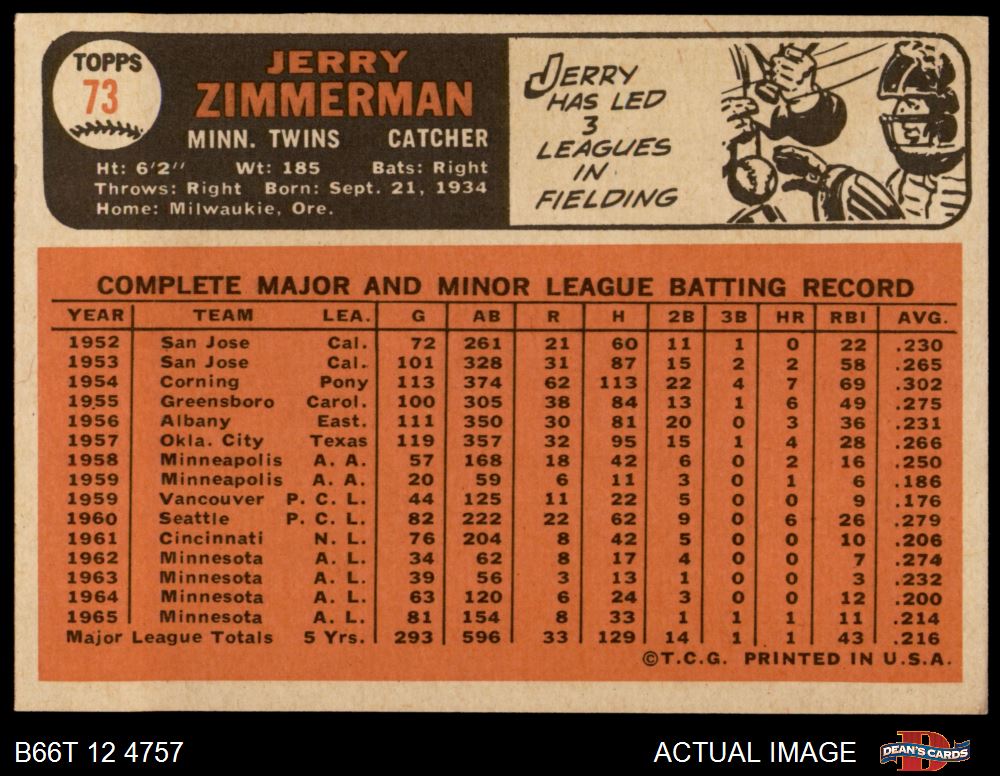 TOPPS
73
JERRY
ZIMMERMAN
MINN. TWINS CATCHER
Ht: 6'2" Wt: 185 Bats: Right
Throws: Right Born: Sept. 21, 1934
Home: Milwaukie, Ore.
JERRY
HAS LED
3
LEAGUES
IN
FIELDING
COMPLETE MAJOR AND MINOR LEAGUE BATTING RECORD
YEAR TEAM LEA. G AB R H 2B 3B HR RBI AVG.
1952 San Jose Cal. 72 261 21 60 11 1 0 22 .230
1953 San Jose Cal. 101 328 31 87 15 2 2 58 .265
1954 Corning Pony 113 374 62 113 22 4 7 69 .302
1955 Greensboro Carol. 100 305 38 84 13 1 6 49 .275
1956 Albany East. 111 350 30 81 20 0 3 36 .231
1957 Okla. City Texas 119 357 32 95 15 1 4 28 .266
1958 Minneapolis A. A. 57 168 18 42 6 0 2 16 .250
1959 Minneapolis A. A. 20 59 6 11 3 0 1 6 .186
1959 Vancouver P. C. L. 44 125 11 22 5 0 0 9 .176
1960 Seattle P. C. L. 82 222 22 62 9 0 6 26 .279
1961 Cincinnati N. L. 76 204 8 42 5 0 0 10 .206
1962 Minnesota A. L. 34 62 8 17 4 0 0 7 .274
1963 Minnesota A. L. 39 56 3 13 1 0 0 3 .232
1964 Minnesota A. L. 63 120 6 24 3 0 0 12 .200
1965 Minnesota A. L. 81 154 8 33 1 1 1 11 .214
Major League Totals 5 Yrs. 293 596 33 129 14 1 1 43 .216
©T.C.G. PRINTED IN U.S.A.
B66T 12 4757 ACTUAL IMAGE DEAN'S CARDS